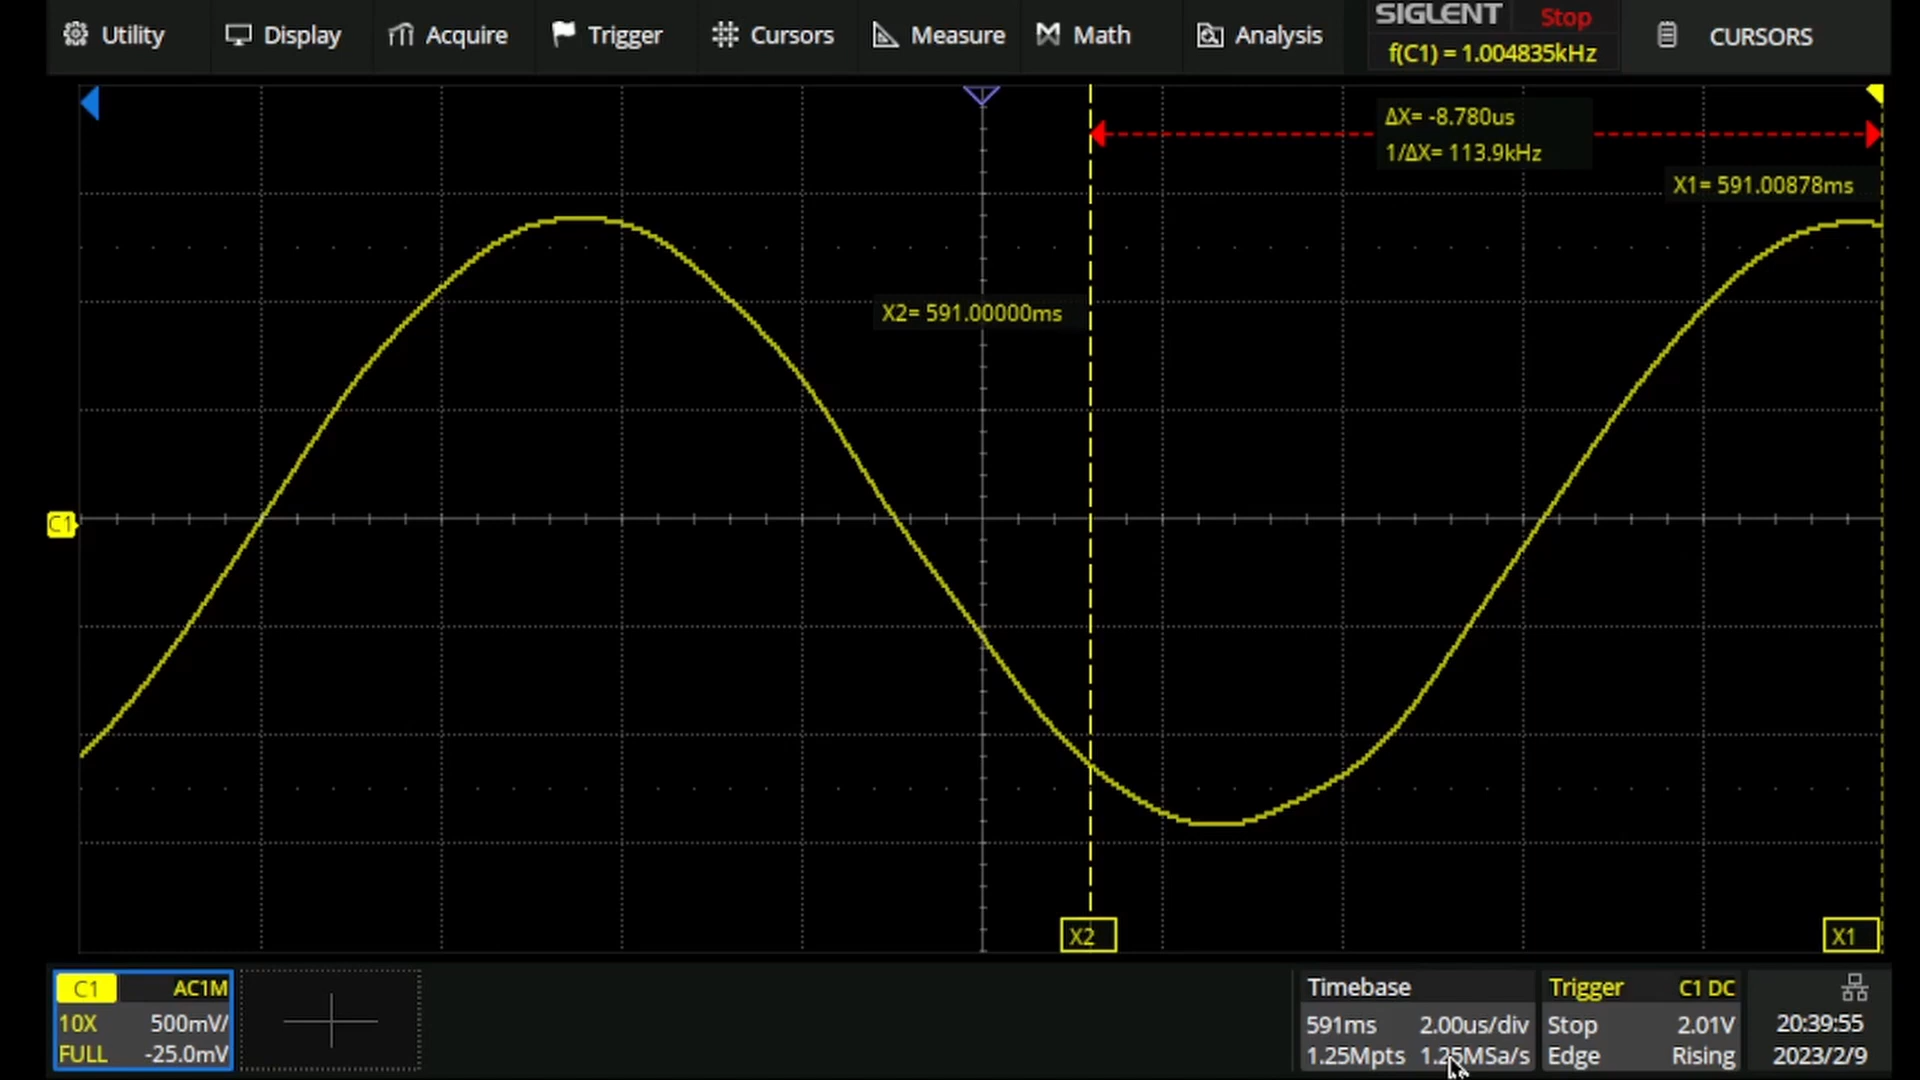 Utility
Display
Acquire
Trigger
Cursors
Measure
Math
Analysis
SIGLENT
Stop
f(C1) = 1.004835kHz
CURSORS
ΔX= -8.780us
1/ΔX= 113.9kHz
X1= 591.00878ms
X2= 591.00000ms
C1
X2
X1
C1 AC1M
10X 500mV/
FULL -25.0mV
Timebase
591ms 2.00us/div
1.25Mpts 1.25MSa/s
Trigger C1 DC
Stop 2.01V
Edge Rising
20:39:55
2023/2/9